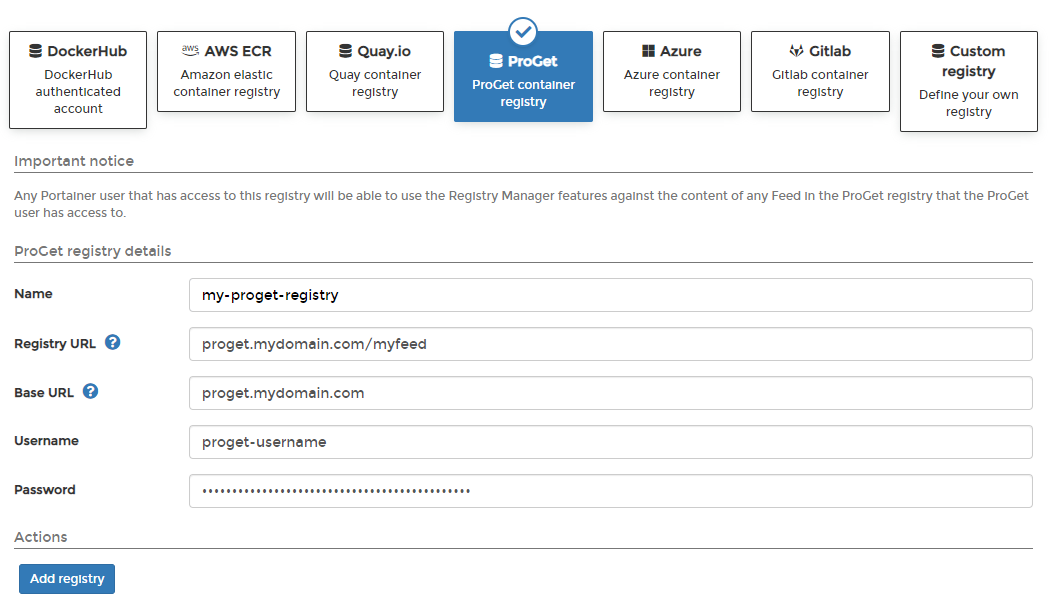 DockerHub
DockerHub
authenticated
account
aws AWS ECR
Amazon elastic
container registry
Quay.io
Quay container
registry
ProGet
ProGet container
registry
Azure
Azure container
registry
Gitlab
Gitlab container
registry
Custom
registry
Define your own
registry
Important notice
Any Portainer user that has access to this registry will be able to use the Registry Manager features against the content of any Feed in the ProGet registry that the ProGet
user has access to.
ProGet registry details
Name
my-proget-registry
Registry URL ?
proget.mydomain.com/myfeed
Base URL ?
proget.mydomain.com
Username
proget-username
Password
Actions
Add registry